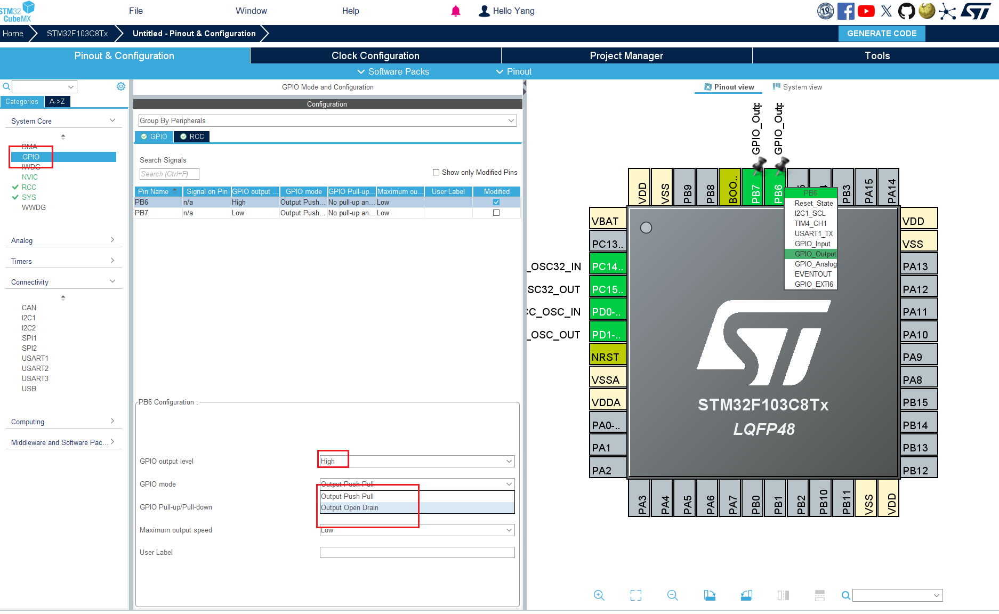 STM32
CubeMX
File
Window
Help
Hello Yang
10
Home
STM32F103C8Tx
Untitled - Pinout & Configuration
GENERATE CODE
Pinout & Configuration
Clock Configuration
Project Manager
Tools
Software Packs
Pinout
Categories
A->Z
System Core
DMA
GPIO
IWDG
NVIC
RCC
SYS
WWDG
Analog
Timers
Connectivity
CAN
I2C1
I2C2
SPI1
SPI2
USART1
USART2
USART3
USB
Computing
Middleware and Software Pac...
GPIO Mode and Configuration
Configuration
Group By Peripherals
GPIO
RCC
Search Signals
Search (Ctrl+F)
Show only Modified Pins
Pin Name Signal on Pin GPIO output ... GPIO mode GPIO Pull-up... Maximum ou... User Label Modified
PB6 n/a High Output Push... No pull-up an... Low
PB7 n/a Low Output Push... No pull-up an... Low
PB6 Configuration :
GPIO output level
High
GPIO mode
Output Push Pull
Output Push Pull
Output Open Drain
GPIO Pull-up/Pull-down
Maximum output speed
Low
User Label
Pinout view
System view
GPIO_Outp
GPIO_Outp
VDD
VSS
PB9
PB8
BOO..
PB7
PB6
PB3
PA15
PA14
PB6
Reset_State
I2C1_SCL
TIM4_CH1
USART1_TX
GPIO_Input
GPIO_Output
GPIO_Analog
EVENTOUT
GPIO_EXTI6
VBAT
PC13..
_OSC32_IN
PC14..
SC32_OUT
PC15..
CC_OSC_IN
PD0-..
_OSC_OUT
PD1-..
NRST
VSSA
VDDA
PA0-..
PA1
PA2
VDD
VSS
PA13
PA12
PA11
PA10
PA9
PA8
PB15
PB14
PB13
PB12
STM32F103C8Tx
LQFP48
PA3
PA4
PA5
PA6
PA7
PB0
PB1
PB2
PB10
PB11
VSS
VDD